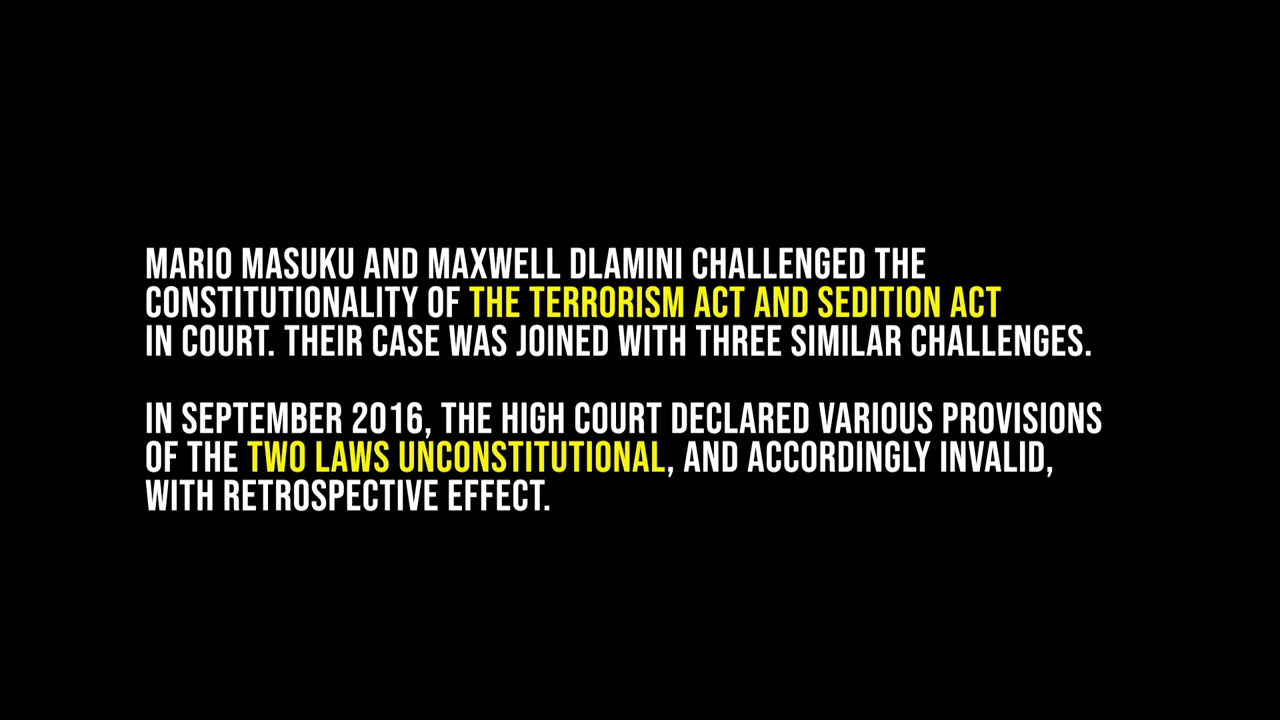 MARIO MASUKU AND MAXWELL DLAMINI CHALLENGED THE
CONSTITUTIONALITY OF THE TERRORISM ACT AND SEDITION ACT
IN COURT. THEIR CASE WAS JOINED WITH THREE SIMILAR CHALLENGES.
IN SEPTEMBER 2016, THE HIGH COURT DECLARED VARIOUS PROVISIONS
OF THE TWO LAWS UNCONSTITUTIONAL, AND ACCORDINGLY INVALID,
WITH RETROSPECTIVE EFFECT.